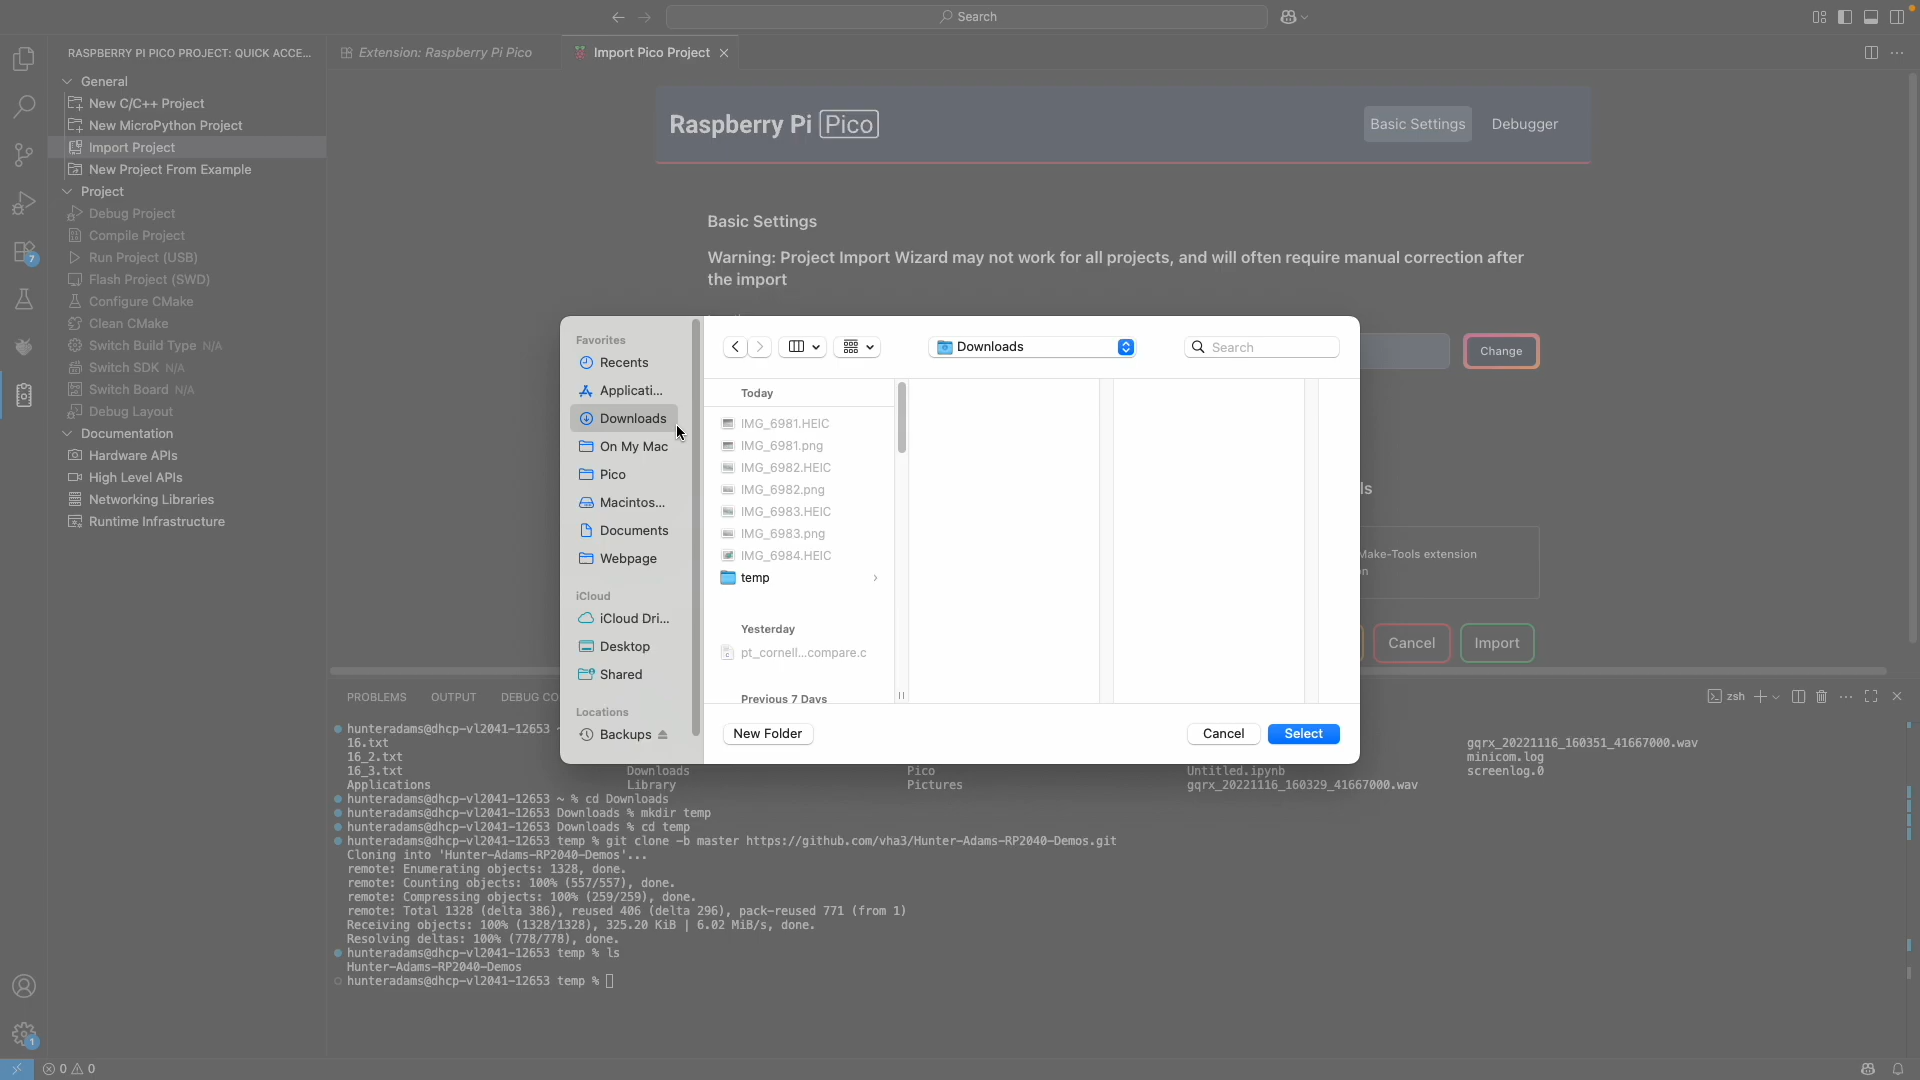 Search
RASPBERRY PI PICO PROJECT: QUICK ACCE...
Extension: Raspberry Pi Pico
Import Pico Project
General
New C/C++ Project
New MicroPython Project
Import Project
New Project From Example
Project
Debug Project
Compile Project
Run Project (USB)
Flash Project (SWD)
Configure CMake
Clean CMake
Switch Build Type N/A
Switch SDK N/A
Switch Board N/A
Debug Layout
Documentation
Hardware APIs
High Level APIs
Networking Libraries
Runtime Infrastructure
7
1
Raspberry Pi Pico
Basic Settings
Debugger
Basic Settings
Warning: Project Import Wizard may not work for all projects, and will often require manual correction after
the import
Change
ls
Make-Tools extension
n
Cancel
Import
Favorites
Recents
Applicati...
Downloads
On My Mac
Pico
Macintos...
Documents
Webpage
iCloud
iCloud Dri...
Desktop
Shared
Locations
Backups
Downloads
Search
Today
IMG_6981.HEIC
IMG_6981.png
IMG_6982.HEIC
IMG_6982.png
IMG_6983.HEIC
IMG_6983.png
IMG_6984.HEIC
temp
Yesterday
pt_cornell...compare.c
Previous 7 Days
New Folder
Cancel
Select
PROBLEMS
OUTPUT
DEBUG CO
zsh
hunteradams@dhcp-vl2041-12653 ~
16.txt gqrx_20221116_160351_41667000.wav
16_2.txt minicom.log
16_3.txt Downloads Pico Untitled.ipynb screenlog.0
Applications Library Pictures gqrx_20221116_160329_41667000.wav
hunteradams@dhcp-vl2041-12653 ~ % cd Downloads
hunteradams@dhcp-vl2041-12653 Downloads % mkdir temp
hunteradams@dhcp-vl2041-12653 Downloads % cd temp
hunteradams@dhcp-vl2041-12653 temp % git clone -b master https://github.com/vha3/Hunter-Adams-RP2040-Demos.git
Cloning into 'Hunter-Adams-RP2040-Demos'...
remote: Enumerating objects: 1328, done.
remote: Counting objects: 100% (557/557), done.
remote: Compressing objects: 100% (259/259), done.
remote: Total 1328 (delta 386), reused 406 (delta 296), pack-reused 771 (from 1)
Receiving objects: 100% (1328/1328), 325.20 KiB | 6.02 MiB/s, done.
Resolving deltas: 100% (778/778), done.
hunteradams@dhcp-vl2041-12653 temp % ls
Hunter-Adams-RP2040-Demos
hunteradams@dhcp-vl2041-12653 temp %
0 0